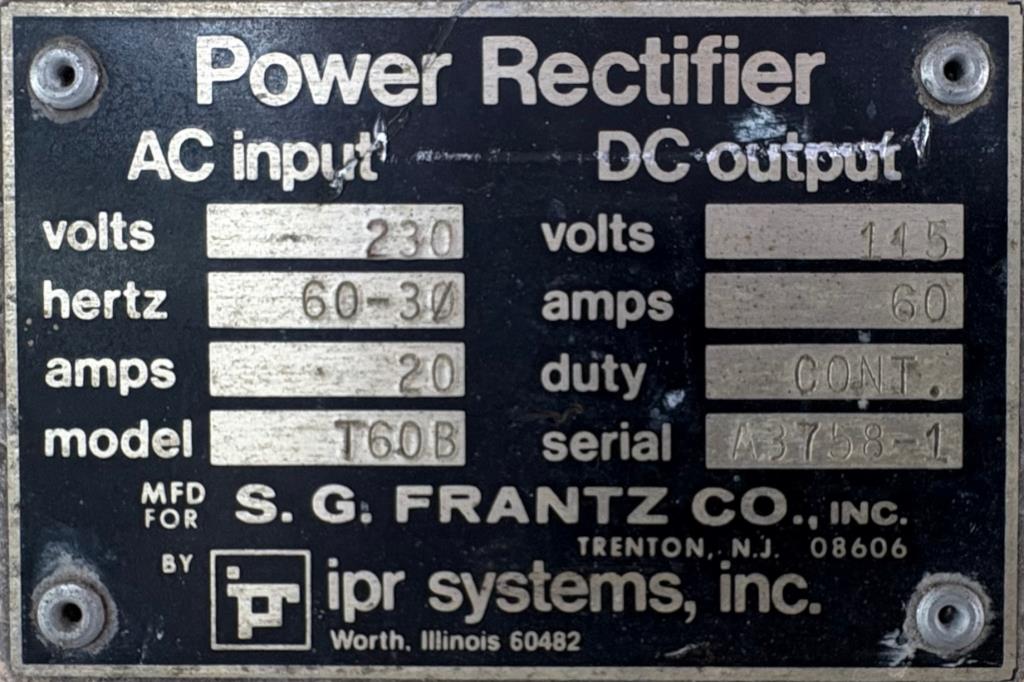 Power Rectifier
AC input
volts 230
hertz 60-3Ø
amps 20
model T60B
DC output
volts 115
amps 60
duty CONT.
serial A3758-1
MFD FOR S. G. FRANTZ CO., INC.
TRENTON, N.J. 08606
BY ipr ipr systems, inc.
Worth, Illinois 60482